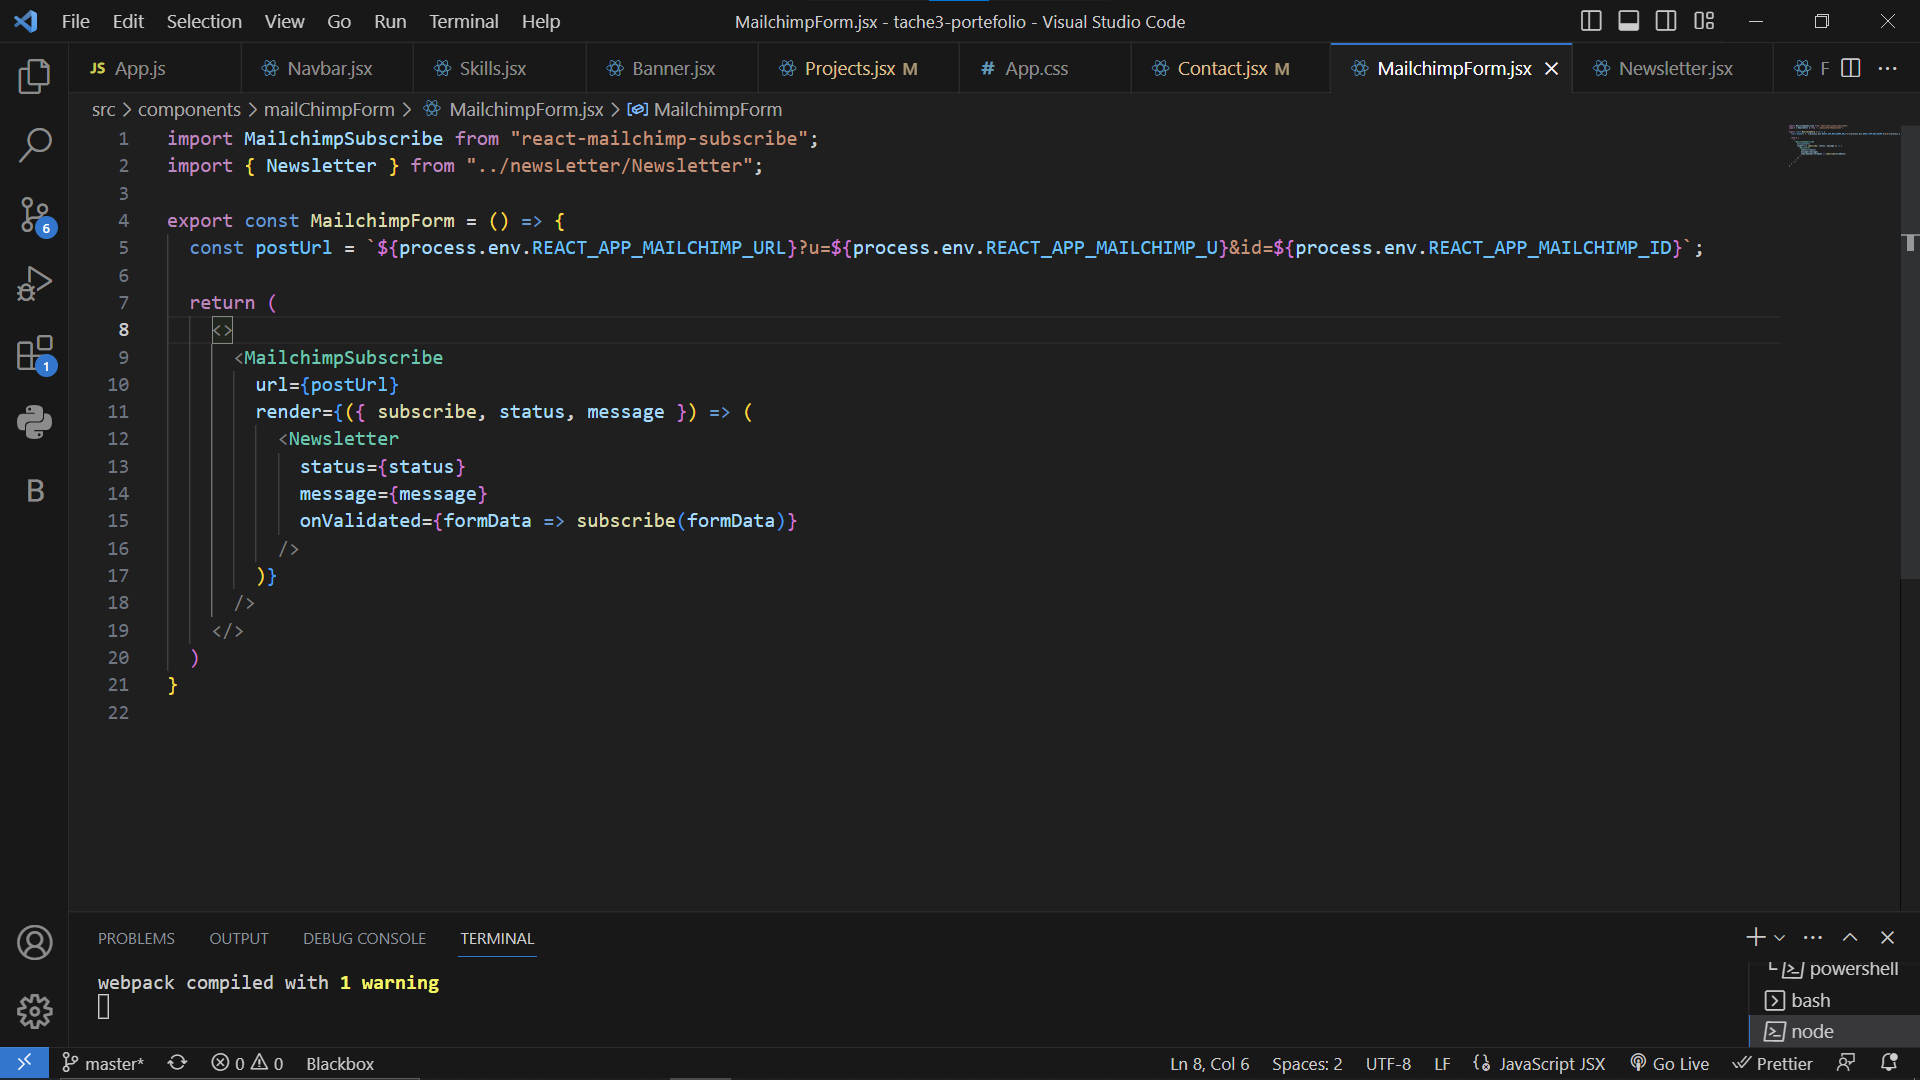 File Edit Selection View Go Run Terminal Help
MailchimpForm.jsx - tache3-portefolio - Visual Studio Code
JS App.js
Navbar.jsx
Skills.jsx
Banner.jsx
Projects.jsx M
# App.css
Contact.jsx M
MailchimpForm.jsx
Newsletter.jsx
F
src > components > mailChimpForm > MailchimpForm.jsx > MailchimpForm
1 import MailchimpSubscribe from "react-mailchimp-subscribe";
2 import { Newsletter } from "../newsLetter/Newsletter";
3
4 export const MailchimpForm = () => {
5 const postUrl = `${process.env.REACT_APP_MAILCHIMP_URL}?u=${process.env.REACT_APP_MAILCHIMP_U}&id=${process.env.REACT_APP_MAILCHIMP_ID}`;
6
7 return (
8 <>
9 <MailchimpSubscribe
10 url={postUrl}
11 render={({ subscribe, status, message }) => (
12 <Newsletter
13 status={status}
14 message={message}
15 onValidated={formData => subscribe(formData)}
16 />
17 )}
18 />
19 </>
20 )
21 }
22
6
1
B
PROBLEMS OUTPUT DEBUG CONSOLE TERMINAL
webpack compiled with 1 warning
powershell
bash
node
master* 0 0 Blackbox
Ln 8, Col 6 Spaces: 2 UTF-8 LF {} JavaScript JSX Go Live Prettier